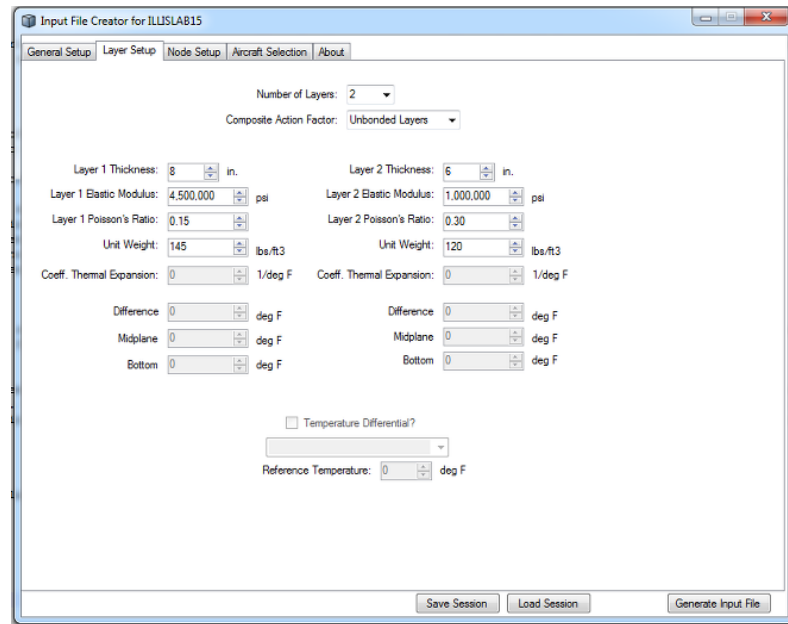 Input File Creator for ILLISLAB15
General Setup Layer Setup Node Setup Aircraft Selection About
Number of Layers: 2
Composite Action Factor: Unbonded Layers
Layer 1 Thickness: 8 in. Layer 2 Thickness: 6 in.
Layer 1 Elastic Modulus: 4,500,000 psi Layer 2 Elastic Modulus: 1,000,000 psi
Layer 1 Poisson's Ratio: 0.15 Layer 2 Poisson's Ratio: 0.30
Unit Weight: 145 lbs/ft3 Unit Weight: 120 lbs/ft3
Coeff. Thermal Expansion: 0 1/deg F Coeff. Thermal Expansion: 0 1/deg F
Difference 0 deg F Difference 0 deg F
Midplane 0 deg F Midplane 0 deg F
Bottom 0 deg F Bottom 0 deg F
Temperature Differential?
Reference Temperature: 0 deg F
Save Session Load Session Generate Input File